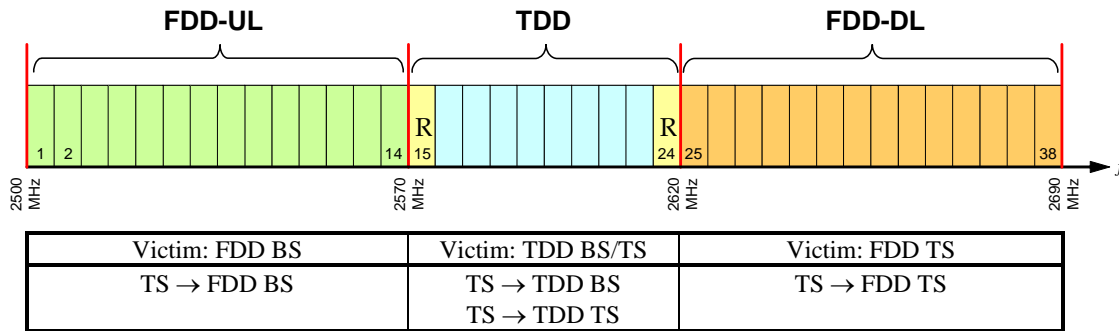 FDD-UL TDD FDD-DL
R R
1 2 14 15 24 25 38
2500 MHz 2570 MHz 2620 MHz 2690 MHz
Victim: FDD BS Victim: TDD BS/TS Victim: FDD TS
TS → FDD BS TS → TDD BS TS → FDD TS
TS → TDD TS